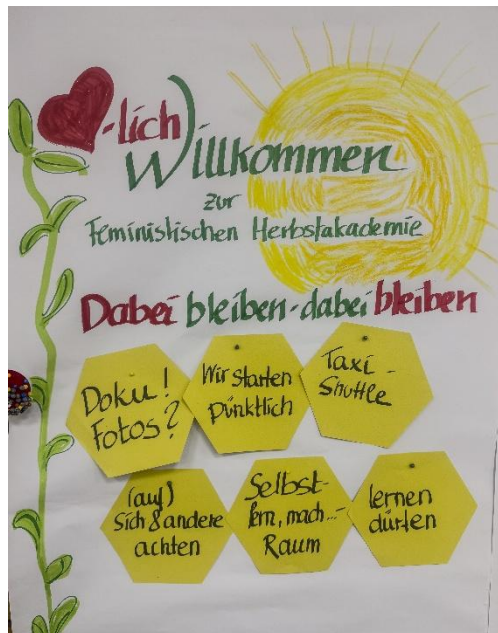 -lich)
Willkommen
zur
Feministischen Herbstakademie
Dabei bleiben - dabei bleiben
Doku!
Fotos?
Wir starten
pünktlich
Taxi-
Shuttle
(auf)
Sich & andere
achten
Selbst-
lern, mach...-
Raum
lernen
dürfen